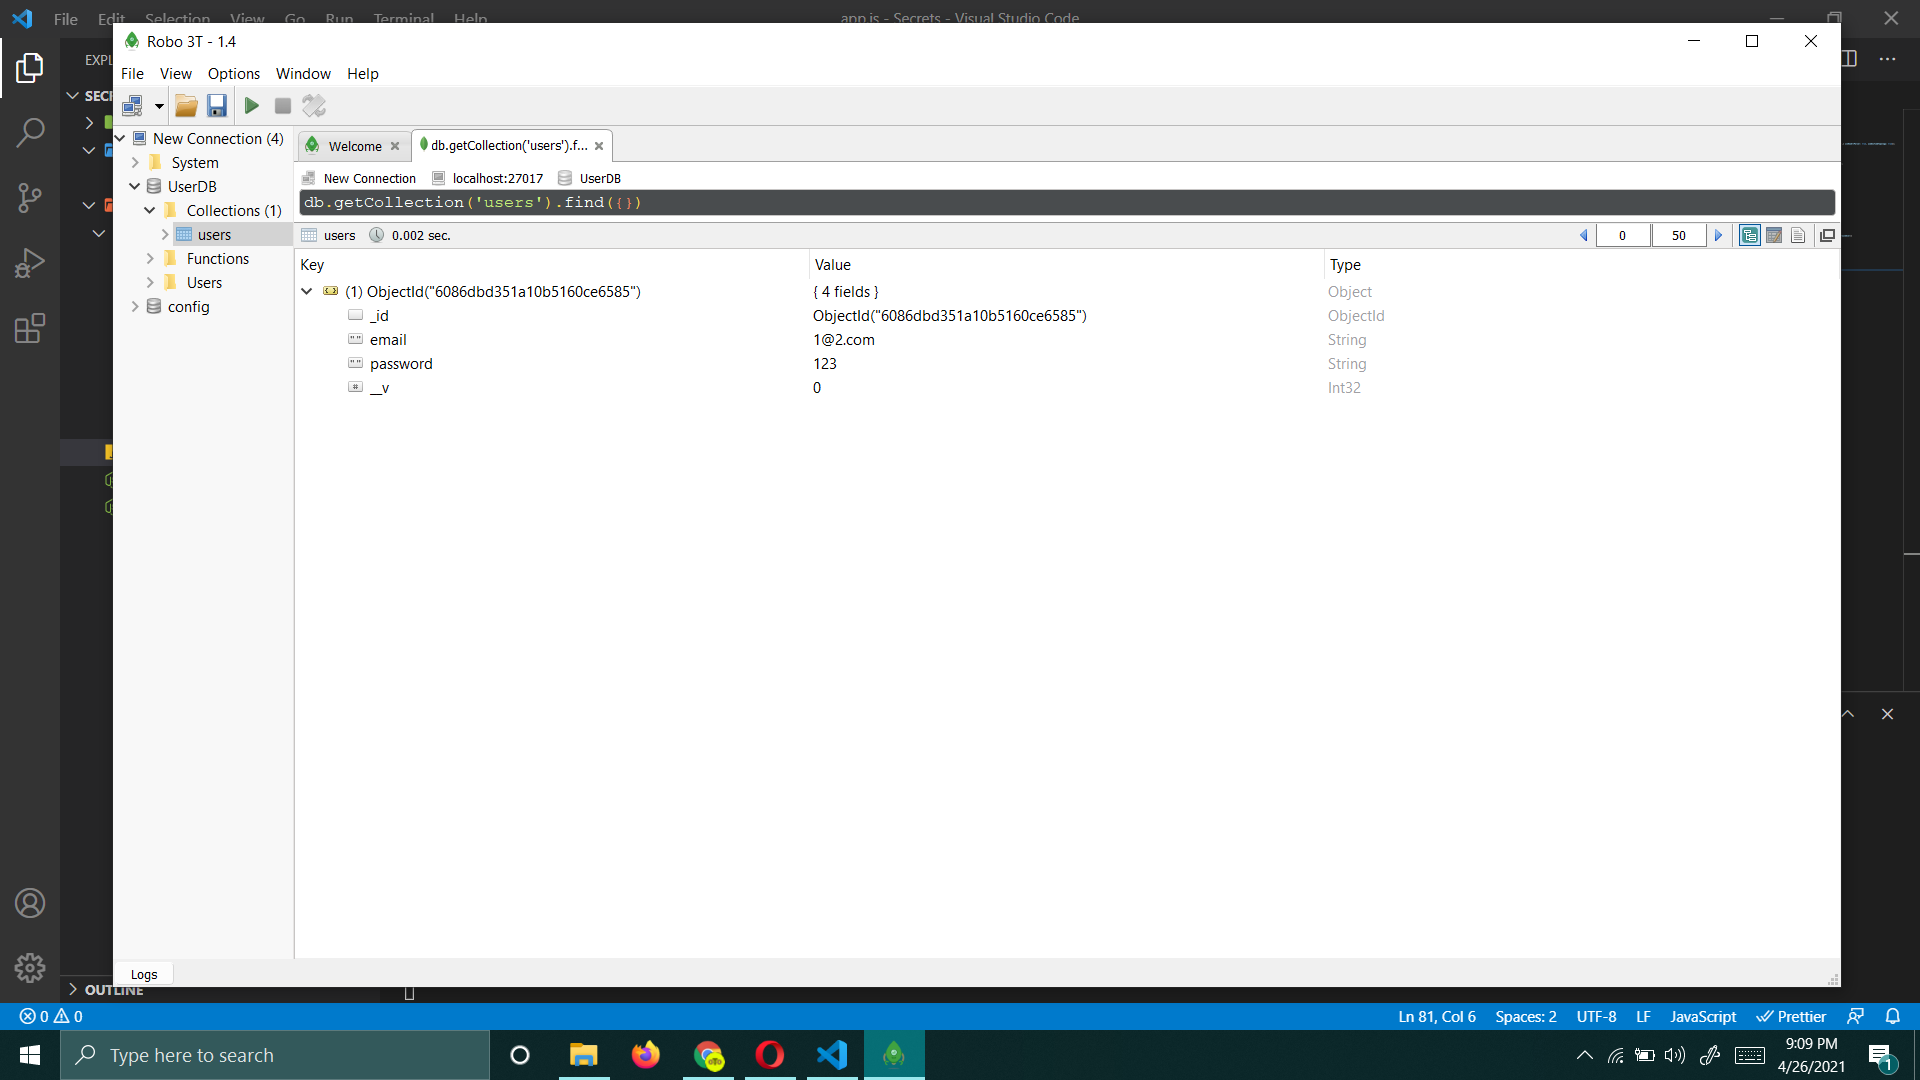 File Edit Selection View Go Run Terminal Help
app.js - Secrets - Visual Studio Code
Robo 3T - 1.4
File View Options Window Help
New Connection (4)
System
UserDB
Collections (1)
users
Functions
Users
config
Welcome
db.getCollection('users').f...
New Connection localhost:27017 UserDB
db.getCollection('users').find({})
users 0.002 sec. 0 50
Key Value Type
(1) ObjectId("6086dbd351a10b5160ce6585") { 4 fields } Object
_id ObjectId("6086dbd351a10b5160ce6585") ObjectId
email 1@2.com String
password 123 String
__v 0 Int32
Logs
OUTLINE
0 0 Ln 81, Col 6 Spaces: 2 UTF-8 LF JavaScript Prettier
Type here to search
9:09 PM
4/26/2021
1